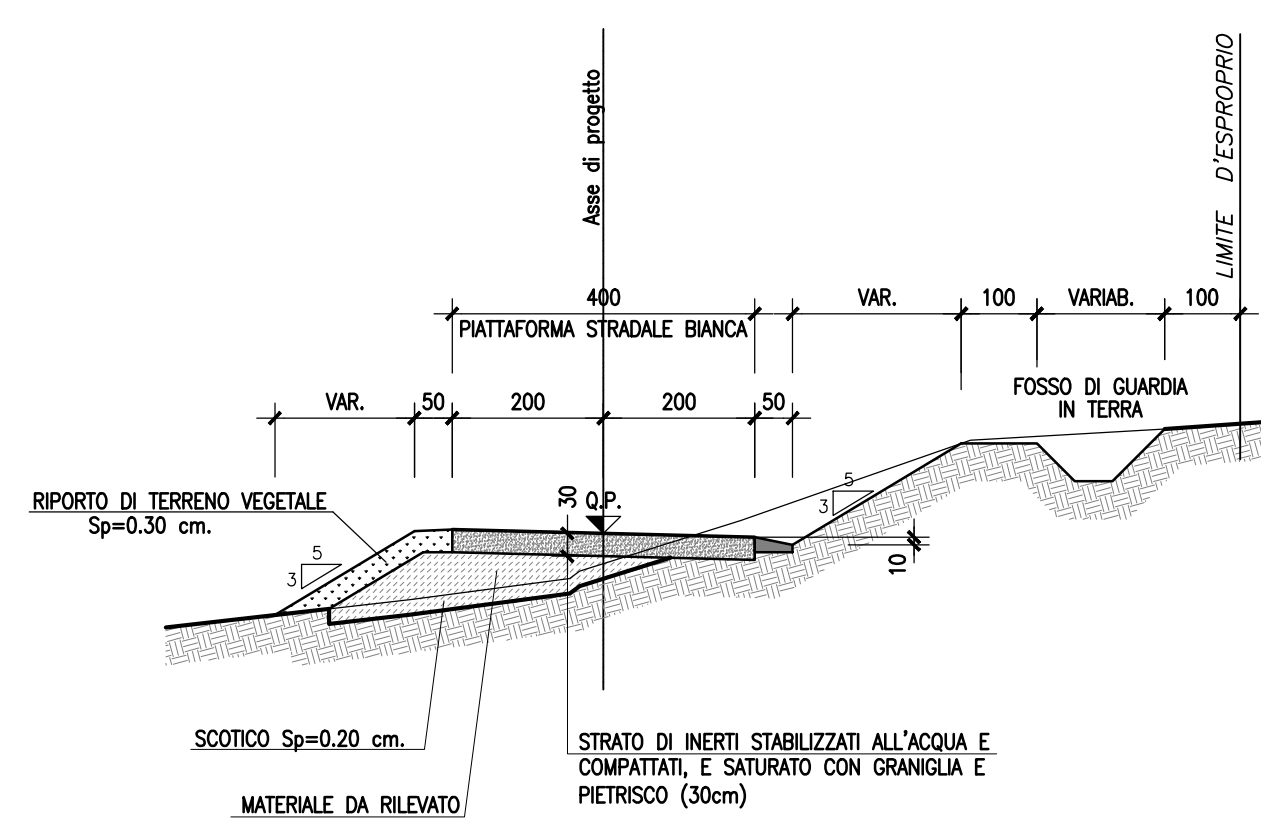 Asse di progetto
LIMITE D'ESPROPRIO
400
VAR.
100
VARIAB.
100
PIATTAFORMA STRADALE BIANCA
FOSSO DI GUARDIA
IN TERRA
VAR.
50
200
200
50
RIPORTO DI TERRENO VEGETALE
Sp=0.30 cm.
30
Q.P.
5
3
5
3
10
SCOTICO Sp=0.20 cm.
MATERIALE DA RILEVATO
STRATO DI INERTI STABILIZZATI ALL'ACQUA E
COMPATTATI, E SATURATO CON GRANIGLIA E
PIETRISCO (30cm)